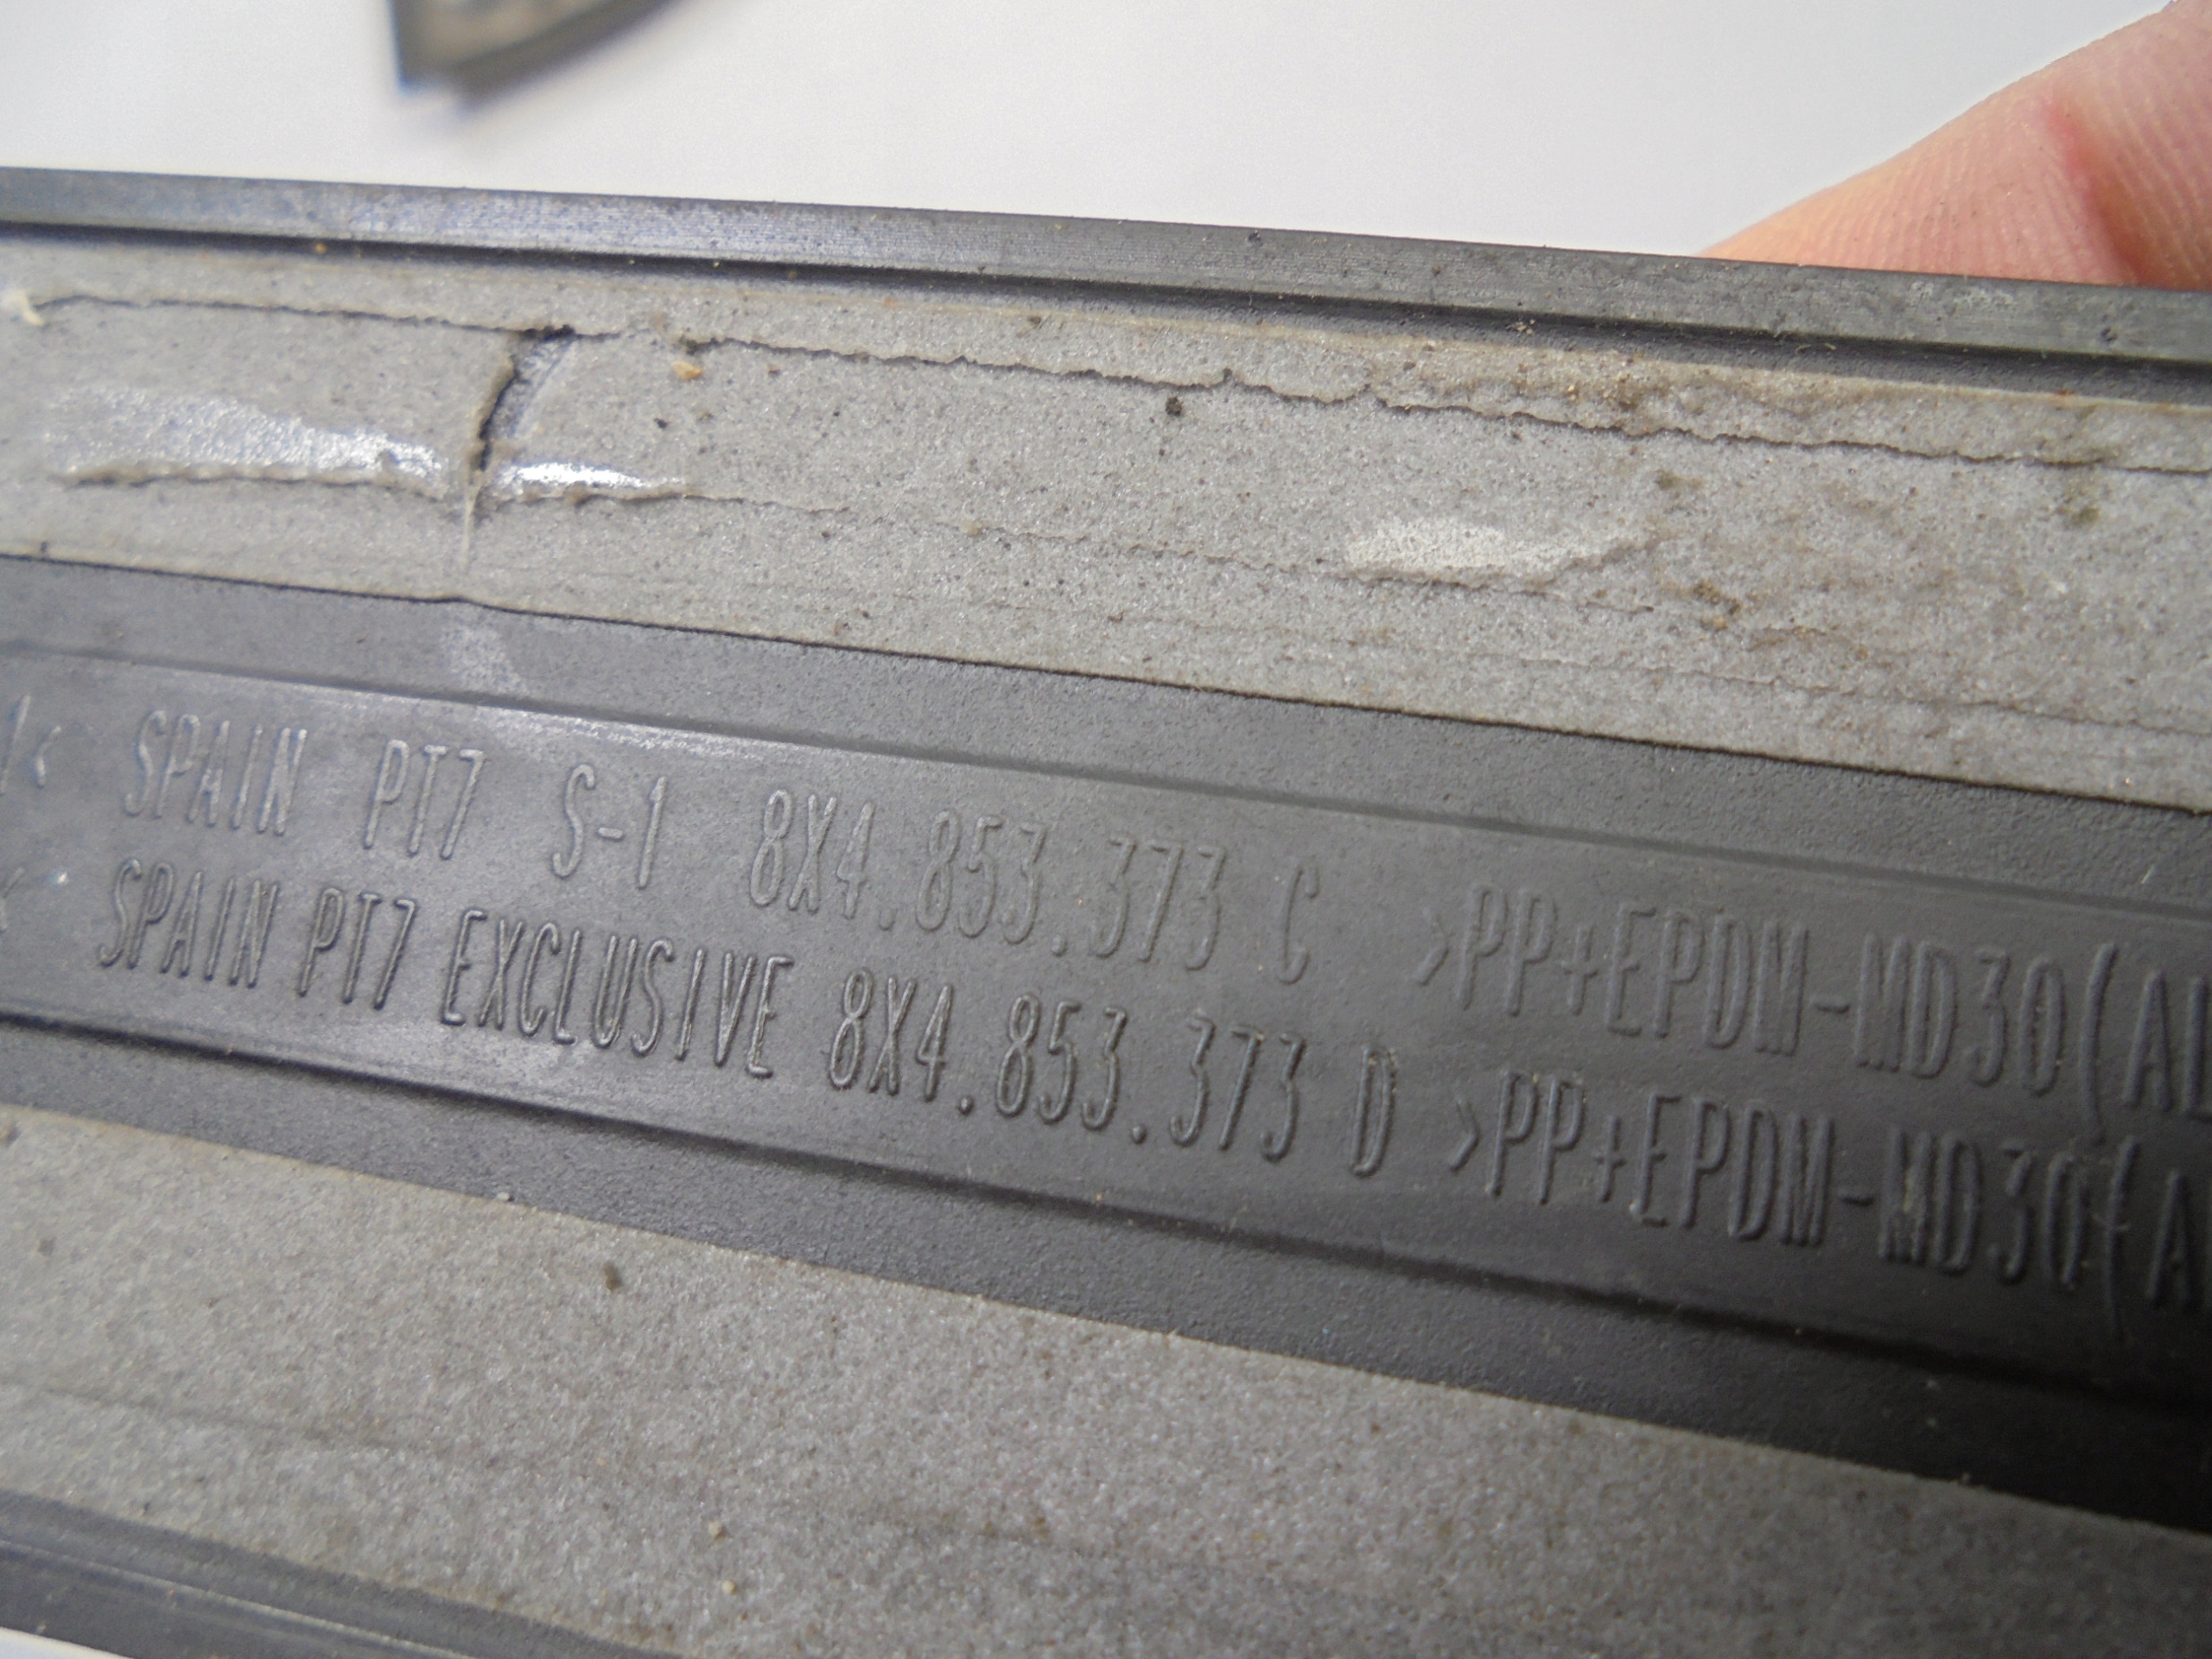 SPAIN PT7 S-1 8X4.853.373 C >PP+EPDM-MD30(
SPAIN PT7 EXCLUSIVE 8X4.853.373 D >PP+EPDM-MD30(